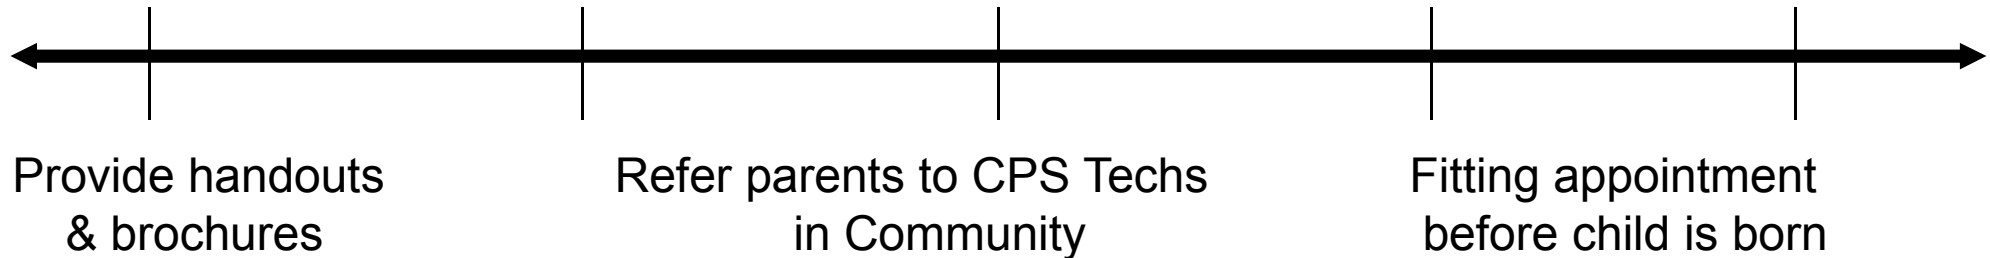 Provide handouts
& brochures
Refer parents to CPS Techs
in Community
Fitting appointment
before child is born